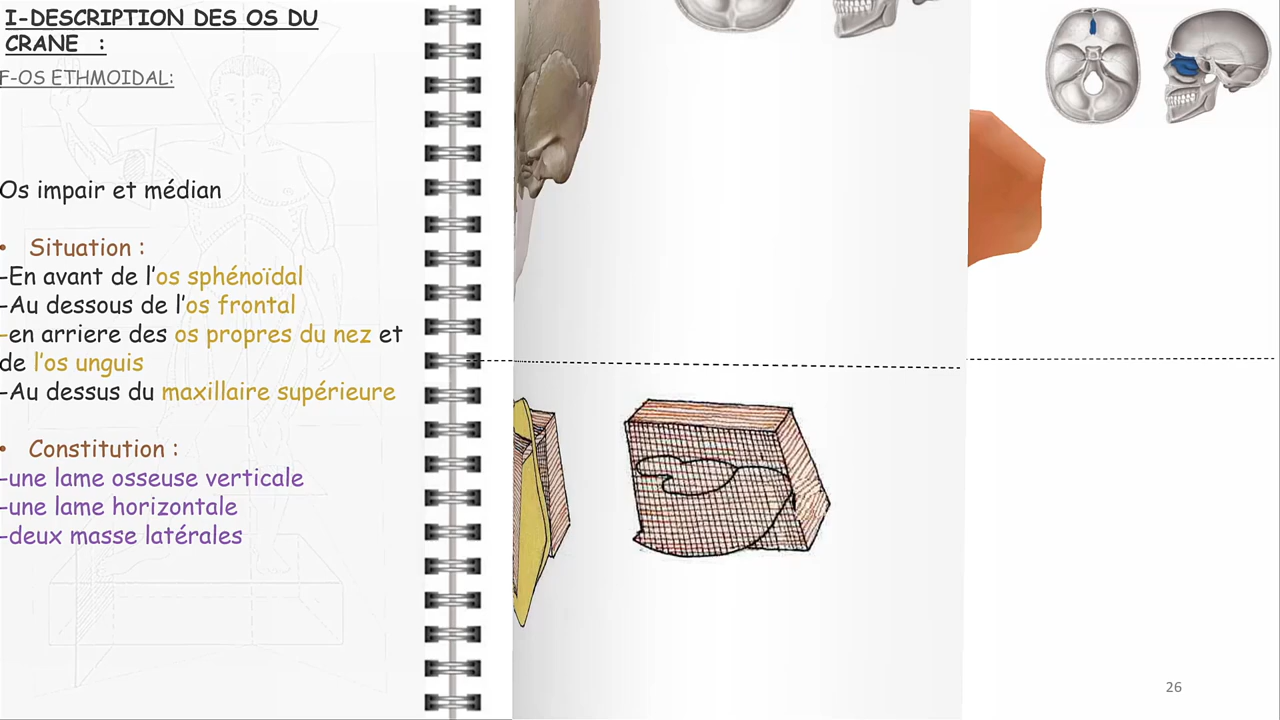 I-DESCRIPTION DES OS DU
CRANE :
F-OS ETHMOIDAL:
Os impair et médian
• Situation :
-En avant de l'os sphénoïdal
-Au dessous de l'os frontal
-en arriere des os propres du nez et
de l'os unguis
-Au dessus du maxillaire supérieure
• Constitution :
-une lame osseuse verticale
-une lame horizontale
-deux masse latérales
26